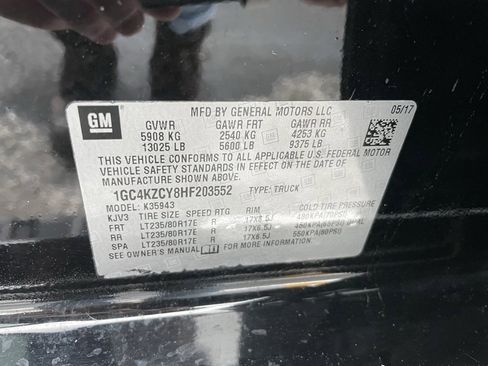 GM
MFD BY GENERAL MOTORS LLC 05/17
GVWR GAWR FRT GAWR RR
5908 KG 2540 KG 4253 KG
13025 LB 5600 LB 9375 LB
THIS VEHICLE CONFORMS TO ALL APPLICABLE U.S. FEDERAL MOTOR
VEHICLE SAFETY STANDARDS IN EFFECT ON THE DATE OF
MANUFACTURE SHOWN ABOVE.
1GC4KZCY8HF203552 TYPE: TRUCK
MODEL: K35943
KJV3 TIRE SIZE SPEED RTG RIM
FRT LT235/80R17E R 17X6.5J
RR LT235/80R17E R 17X6.5J 450KPA(65PSI) DUAL
SPA LT235/80R17E R 17X6.5J 550KPA(80PSI)
SEE OWNER'S MANUAL FOR MORE INFORMATION.